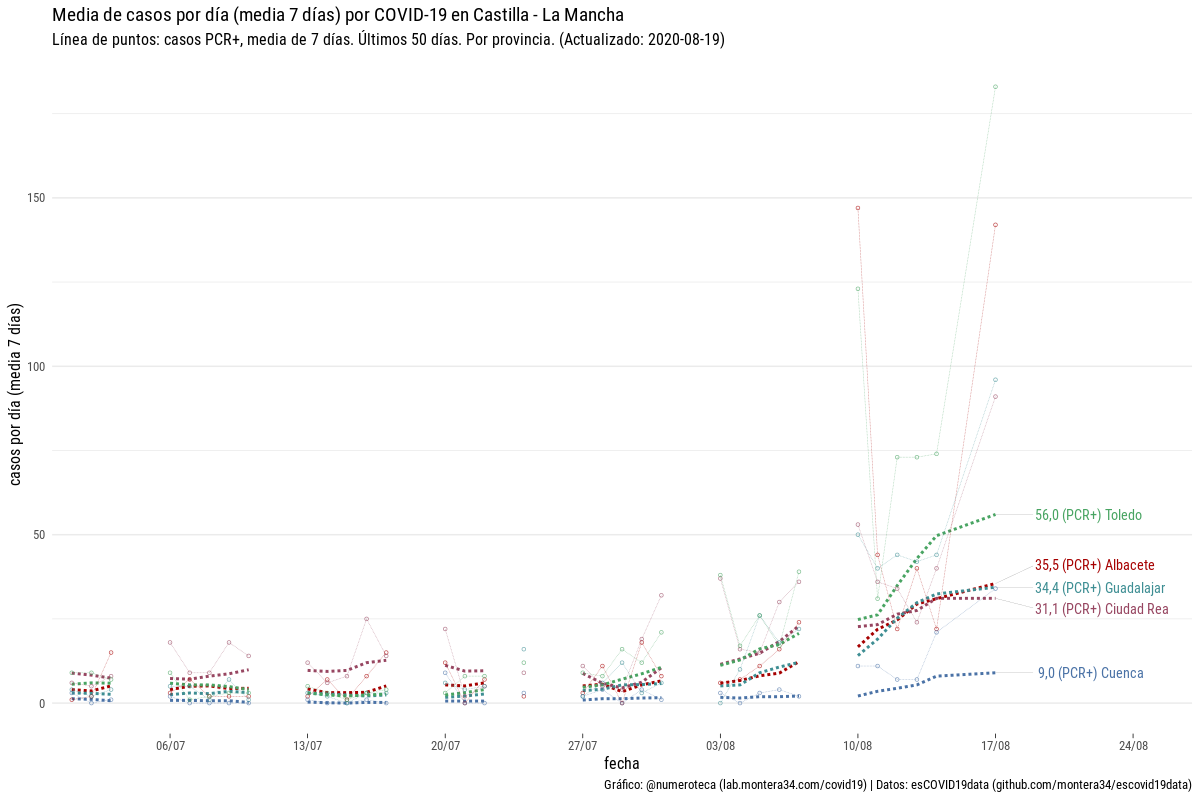 Media de casos por día (media 7 días) por COVID-19 en Castilla - La Mancha
Línea de puntos: casos PCR+, media de 7 días. Últimos 50 días. Por provincia. (Actualizado: 2020-08-19)
casos por día (media 7 días)
150
100
50
0
56,0 (PCR+) Toledo
35,5 (PCR+) Albacete
34,4 (PCR+) Guadalajar
31,1 (PCR+) Ciudad Rea
9,0 (PCR+) Cuenca
06/07 13/07 20/07 27/07 03/08 10/08 17/08 24/08
fecha
Gráfico: @numeroteca (lab.montera34.com/covid19) | Datos: esCOVID19data (github.com/montera34/escovid19data)